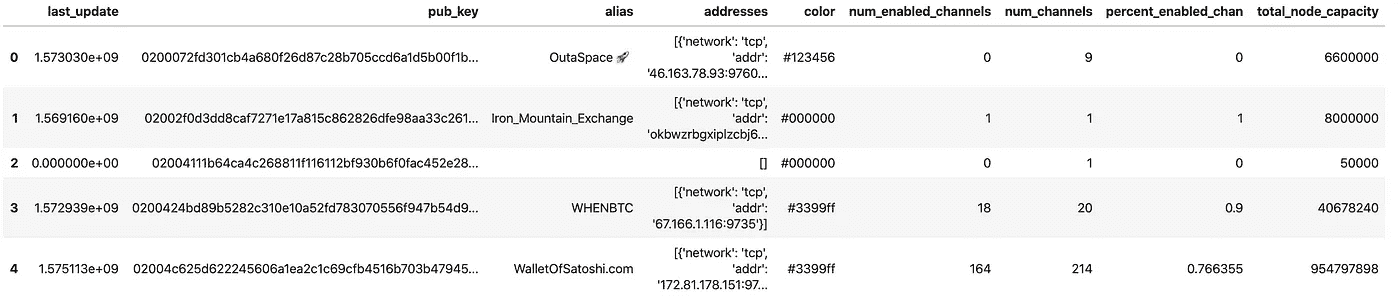 last_update pub_key alias addresses color num_enabled_channels num_channels percent_enabled_chan total_node_capacity
0 1.573030e+09 0200072fd301cb4a680f26d87c28b705ccd6a1d5b00f1b... OutaSpace 🚀 [{'network': 'tcp', 'addr': '46.163.78.93:9760... #123456 0 9 0 6600000
1 1.569160e+09 02002f0d3dd8caf7271e17a815c862826dfe98aa33c261... Iron_Mountain_Exchange [{'network': 'tcp', 'addr': 'okbwzrbgxiplzcbj6... #000000 1 1 1 8000000
2 0.000000e+00 02004111b64ca4c268811f116112bf930b6f0fac452e28... [] #000000 0 1 0 50000
3 1.572939e+09 0200424bd89b5282c310e10a52fd783070556f947b54d9... WHENBTC [{'network': 'tcp', 'addr': '67.166.1.116:9735'}] #3399ff 18 20 0.9 40678240
4 1.575113e+09 02004c625d622245606a1ea2c1c69cfb4516b703b47945... WalletOfSatoshi.com [{'network': 'tcp', 'addr': '172.81.178.151:97... #3399ff 164 214 0.766355 954797898